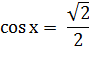 cos x = √2/2